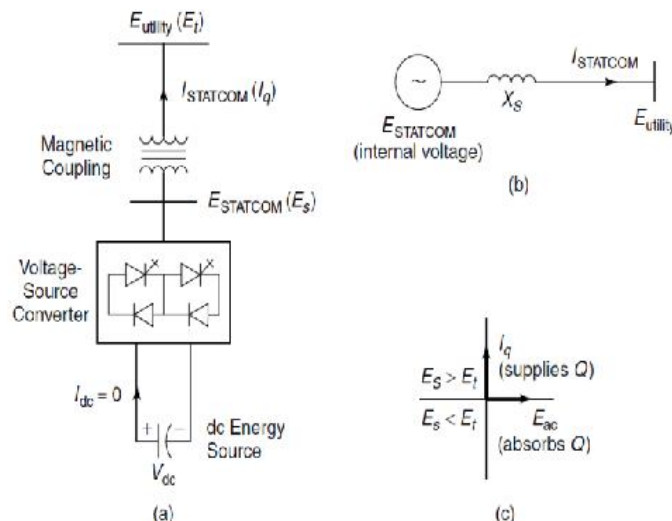 E_utility (E_t)
I_STATCOM (I_q)
Magnetic
Coupling
E_STATCOM (E_s)
Voltage-
Source
Converter
I_dc = 0
+ −
dc Energy
Source
V_dc
(a)
~
I_STATCOM
X_s
E_STATCOM
(internal voltage)
E_utility
(b)
I_q
(supplies Q)
E_s > E_t
E_s < E_t
E_ac
(absorbs Q)
(c)